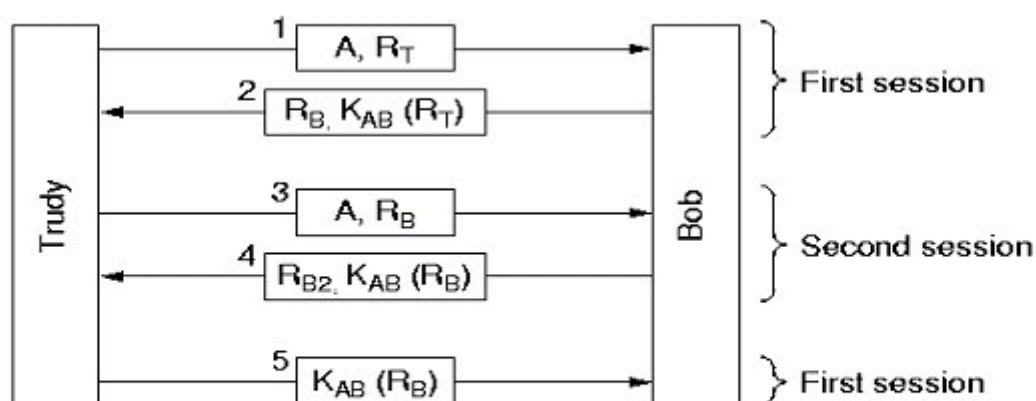 1
A, R_T
First session
2
R_B, K_AB (R_T)
Trudy
Bob
3
A, R_B
Second session
4
R_B2, K_AB (R_B)
5
K_AB (R_B)
First session